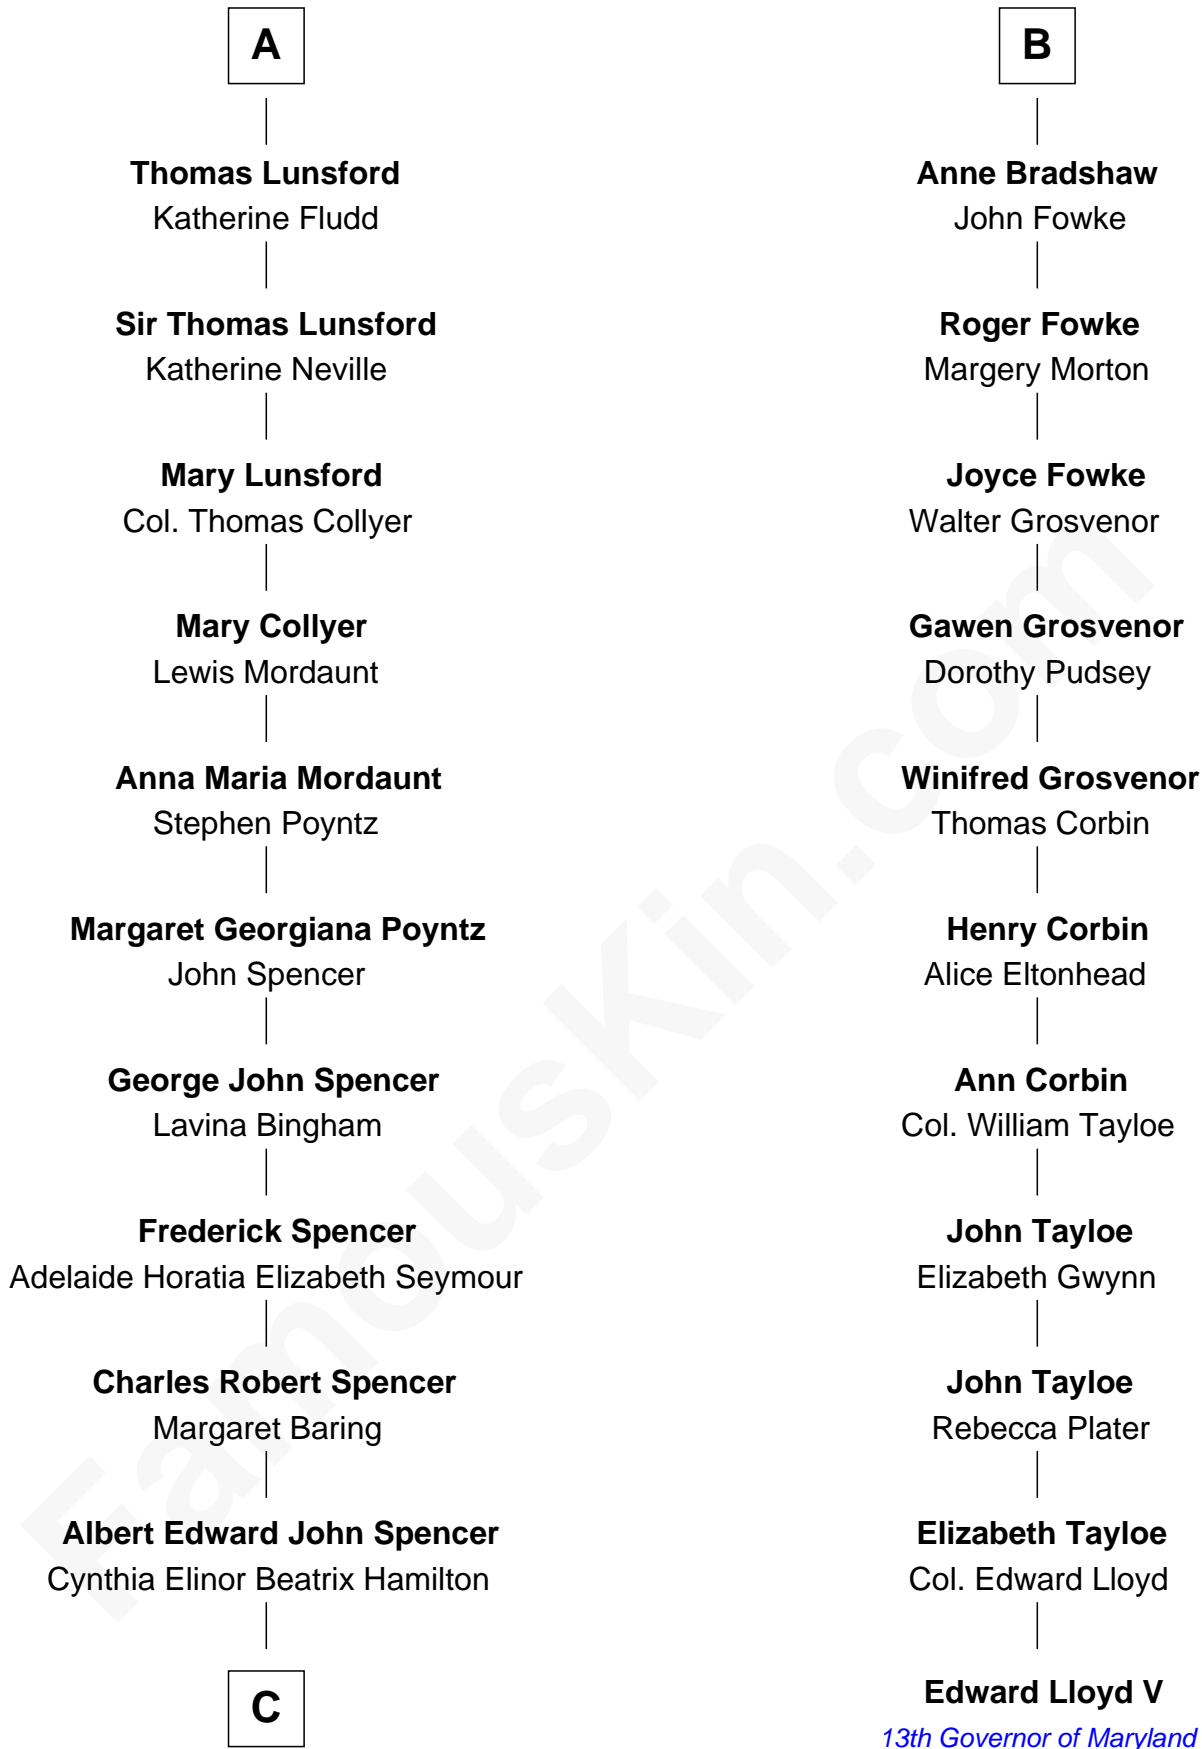 A
Thomas Lunsford
Katherine Fludd
Sir Thomas Lunsford
Katherine Neville
Mary Lunsford
Col. Thomas Collyer
Mary Collyer
Lewis Mordaunt
Anna Maria Mordaunt
Stephen Poyntz
Margaret Georgiana Poyntz
John Spencer
George John Spencer
Lavina Bingham
Frederick Spencer
Adelaide Horatia Elizabeth Seymour
Charles Robert Spencer
Margaret Baring
Albert Edward John Spencer
Cynthia Elinor Beatrix Hamilton
C
B
Anne Bradshaw
John Fowke
Roger Fowke
Margery Morton
Joyce Fowke
Walter Grosvenor
Gawen Grosvenor
Dorothy Pudsey
Winifred Grosvenor
Thomas Corbin
Henry Corbin
Alice Eltonhead
Ann Corbin
Col. William Tayloe
John Tayloe
Elizabeth Gwynn
John Tayloe
Rebecca Plater
Elizabeth Tayloe
Col. Edward Lloyd
Edward Lloyd V
13th Governor of Maryland
FamousKin.com